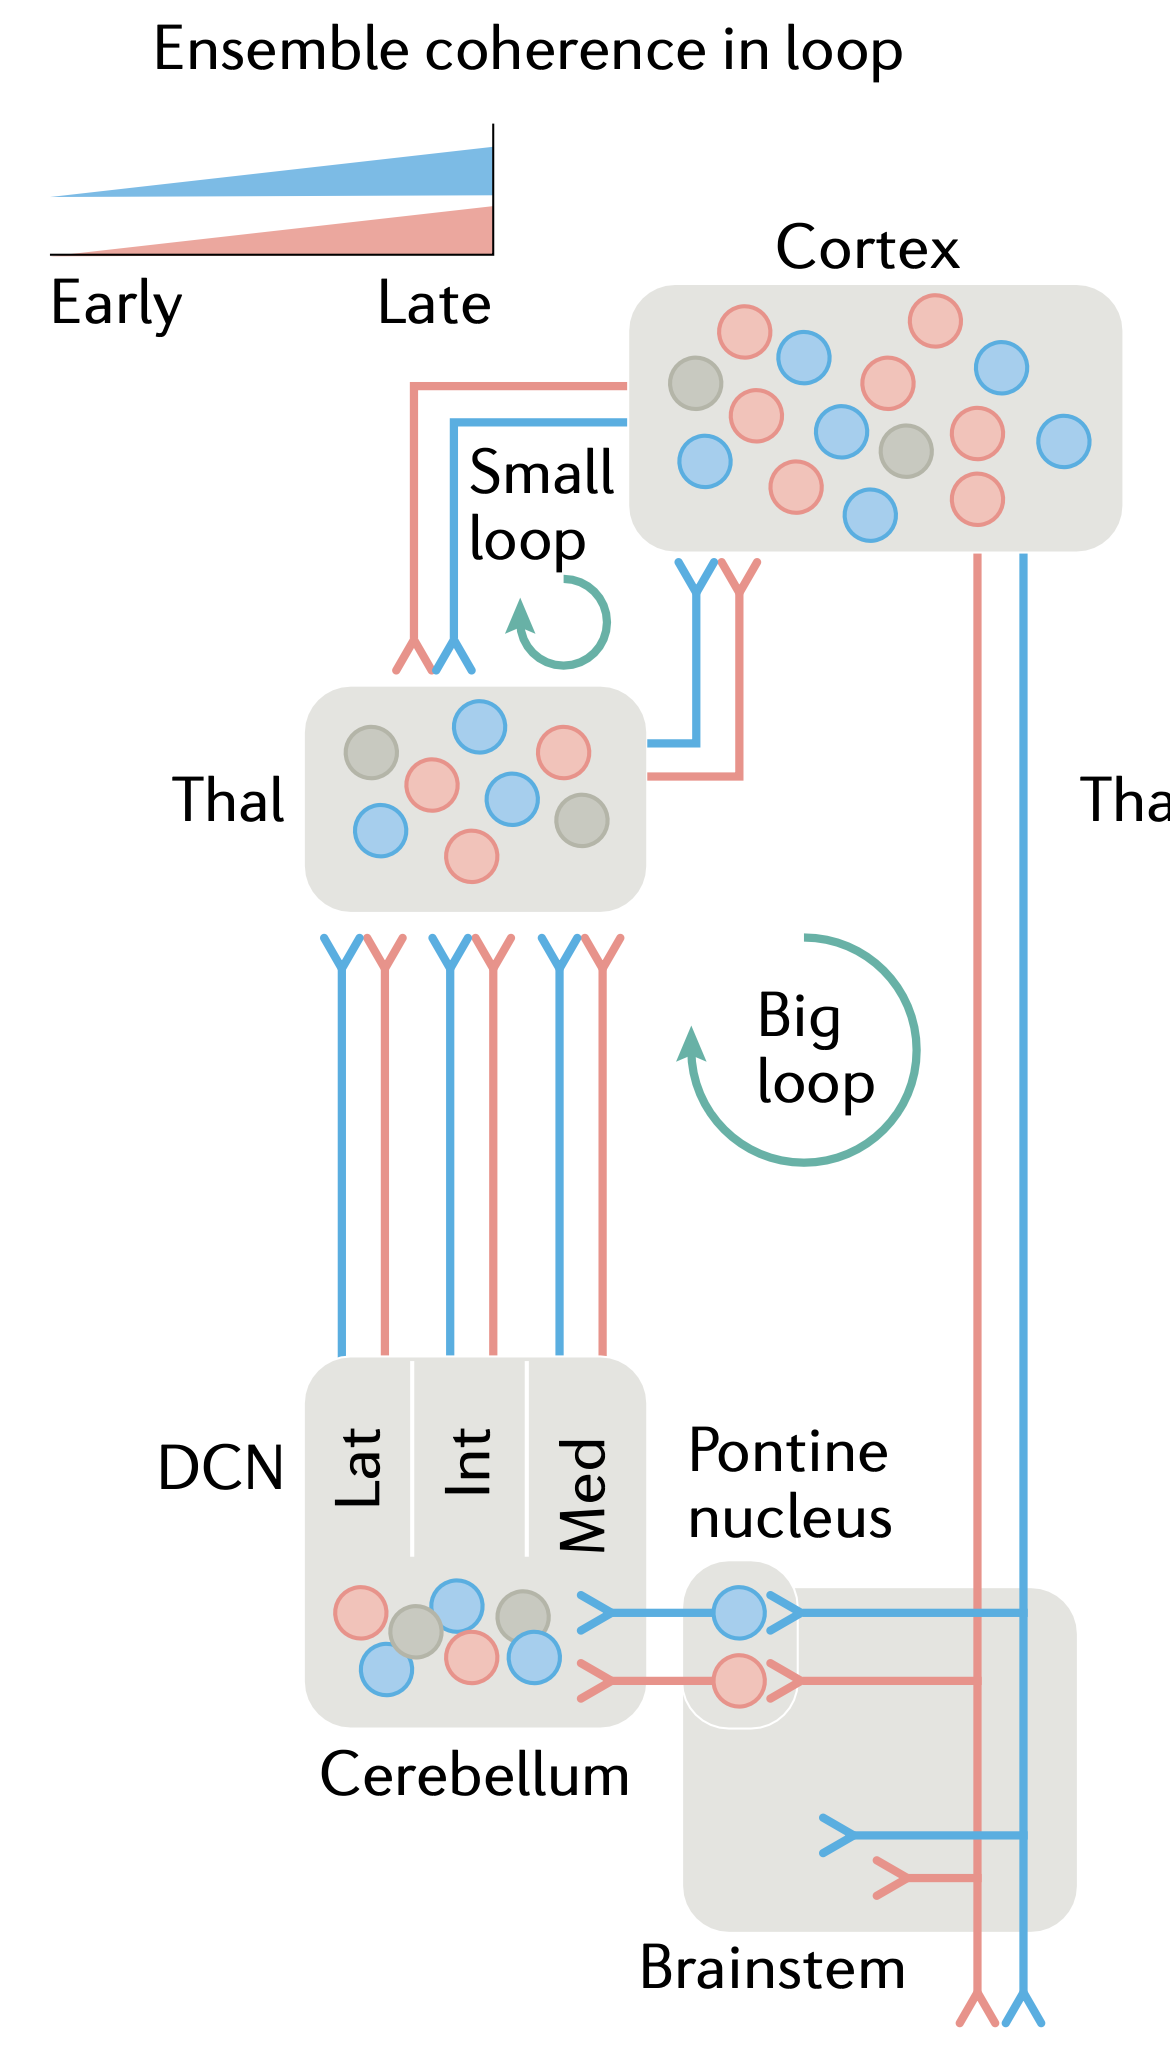 Ensemble coherence in loop
Early
Late
Cortex
Small
loop
Thal
Tha
Big
loop
DCN
Lat
Int
Med
Pontine
nucleus
Cerebellum
Brainstem